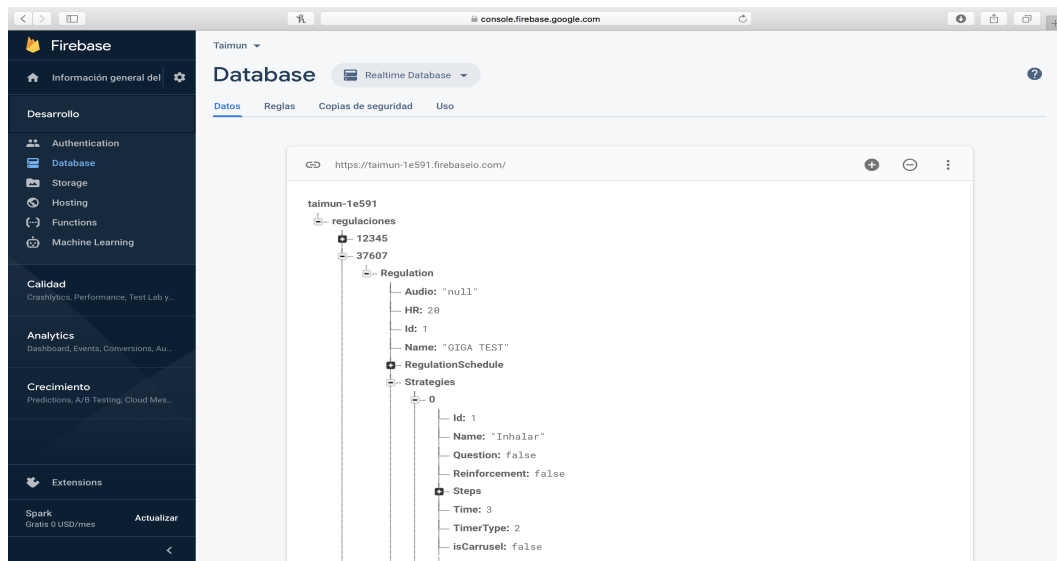 console.firebase.google.com
Firebase
Taimun
Información general del
Database
Realtime Database
Datos
Reglas
Copias de seguridad
Uso
Desarrollo
Authentication
Database
Storage
Hosting
Functions
Machine Learning
Calidad
Crashlytics, Performance, Test Lab y...
Analytics
Dashboard, Events, Conversions, Au...
Crecimiento
Predictions, A/B Testing, Cloud Mes...
Extensions
Spark
Gratis 0 USD/mes
Actualizar
https://taimun-1e591.firebaseio.com/
taimun-1e591
regulaciones
12345
37607
Regulation
Audio: "null"
HR: 20
Id: 1
Name: "GIGA TEST"
RegulationSchedule
Strategies
0
Id: 1
Name: "Inhalar"
Question: false
Reinforcement: false
Steps
Time: 3
TimerType: 2
isCarrusel: false